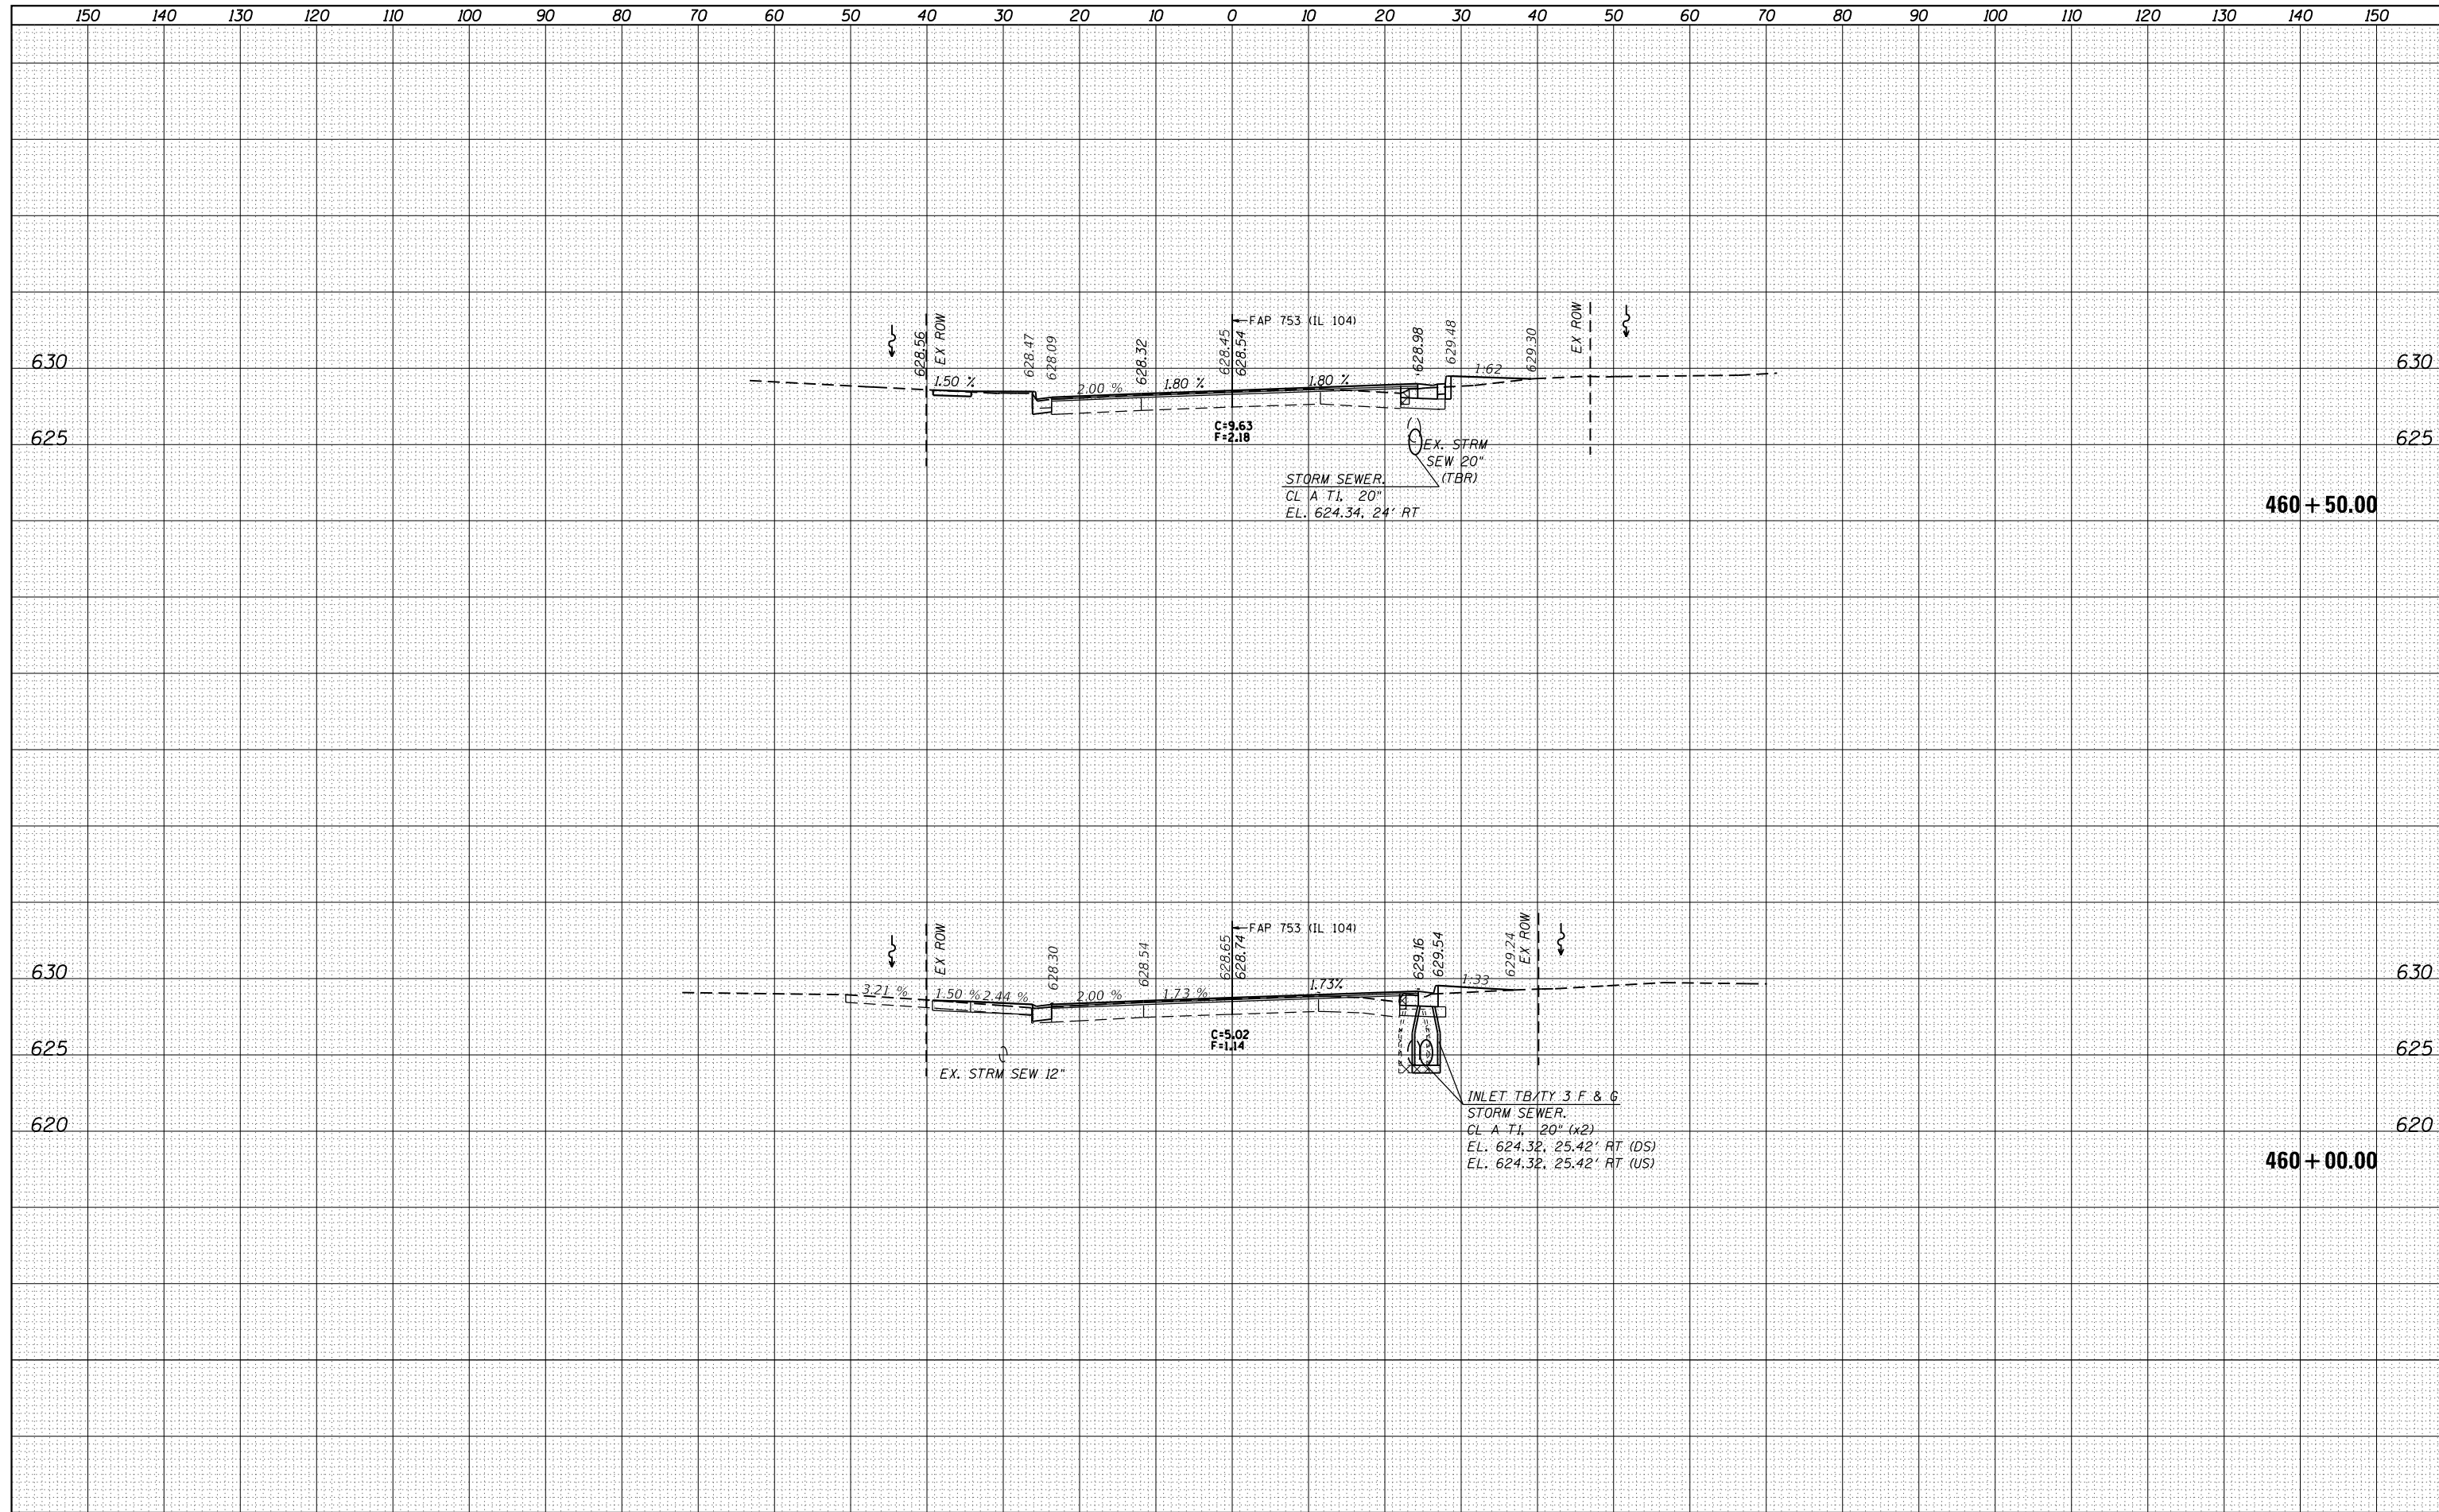 150 140 130 120 110 100 90 80 70 60 50 40 30 20 10 0 10 20 30 40 50 60 70 80 90 100 110 120 130 140 150
628.56
EX ROW
628.47
628.09
628.32
628.45
628.54
FAP 753 (IL 104)
628.98
629.48
629.30
EX ROW
630
1.50 %
2.00 %
1.80 %
1.80 %
1:62
630
625
C=9.63
F=2.18
EX. STRM
SEW 20"
(TBR)
625
STORM SEWER,
CL A T1, 20"
EL. 624.34, 24' RT
460+50.00
EX ROW
628.30
628.54
628.65
628.74
FAP 753 (IL 104)
629.16
629.54
629.24
EX ROW
630
3.21 %
1.50 %
2.44 %
2.00 %
1.73 %
1.73%
1:33
630
625
C=5.02
F=1.14
625
EX. STRM SEW 12"
INLET TB/TY 3 F & G
STORM SEWER,
CL A T1, 20" (x2)
EL. 624.32, 25.42' RT (DS)
EL. 624.32, 25.42' RT (US)
620
620
460+00.00